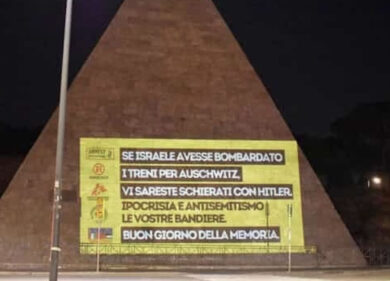 SE ISRAELE AVESSE BOMBARDATO
I TRENI PER AUSCHWITZ,
VI SARESTE SCHIERATI CON HITLER.
IPOCRISIA E ANTISEMITISMO
LE VOSTRE BANDIERE.
BUON GIORNO DELLA MEMORIA.